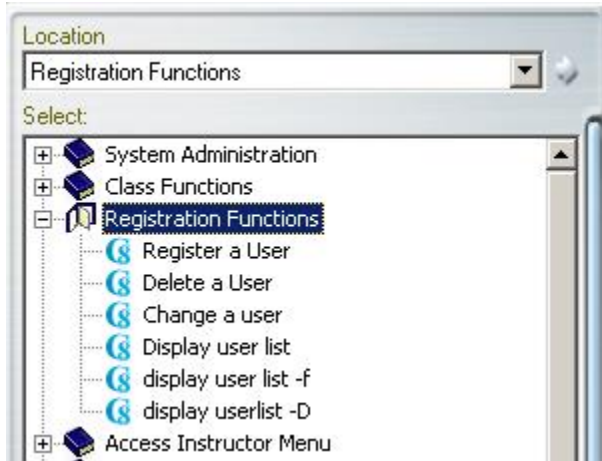 Location
Registration Functions
Select:
System Administration
Class Functions
Registration Functions
Register a User
Delete a User
Change a user
Display user list
display user list -f
display userlist -D
Access Instructor Menu